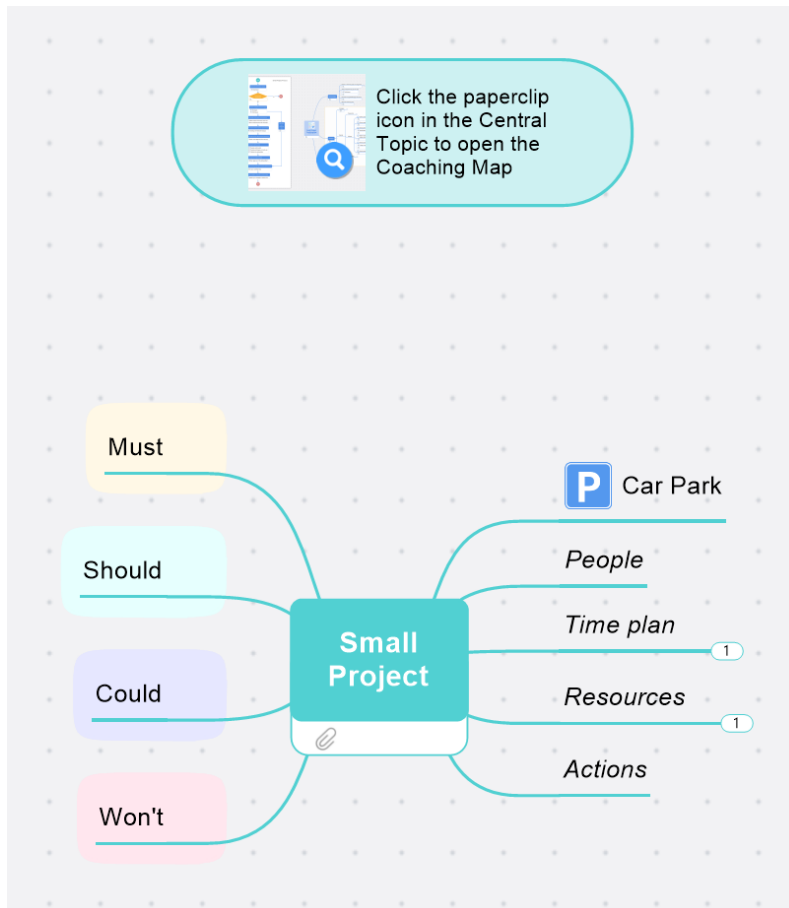 Click the paperclip
icon in the Central
Topic to open the
Coaching Map
Must
Should
Could
Won't
Small
Project
P Car Park
People
Time plan
1
Resources
1
Actions